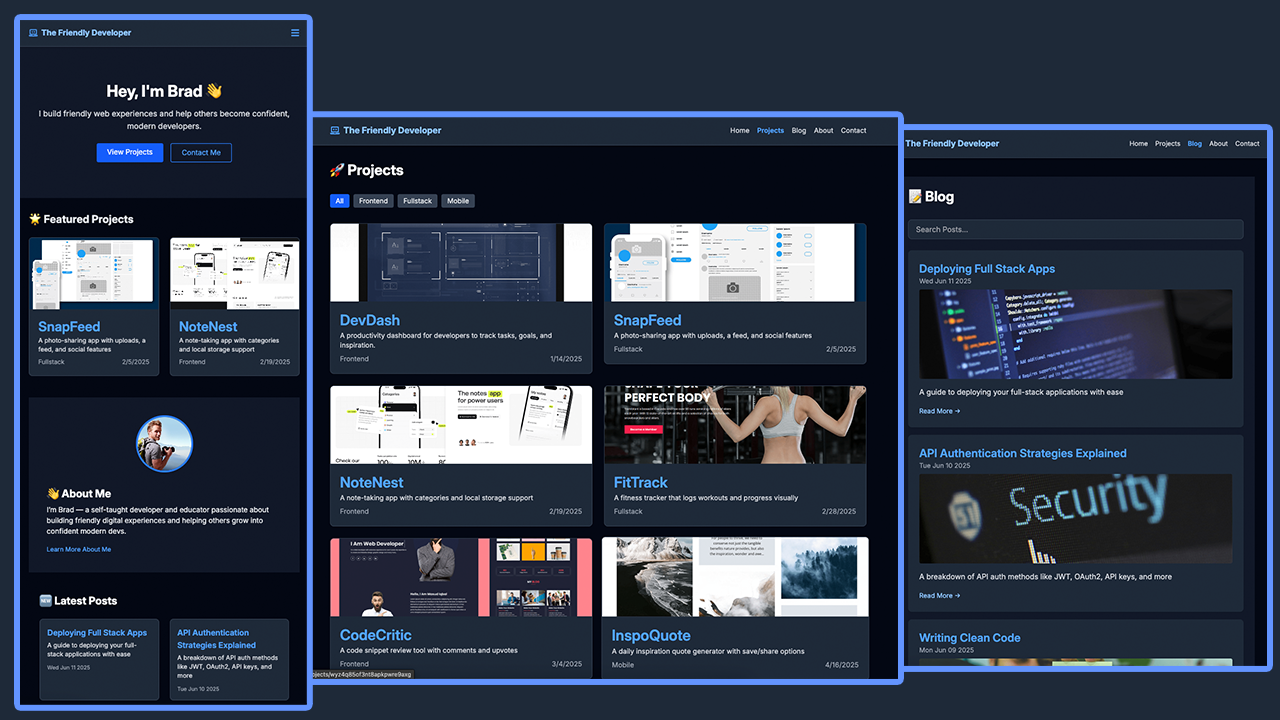 The Friendly Developer
Hey, I'm Brad 👋
I build friendly web experiences and help others become confident,
modern developers.
View Projects
Contact Me
🌟 Featured Projects
SnapFeed
A photo-sharing app with uploads, a
feed, and social features
Fullstack
2/5/2025
NoteNest
A note-taking app with categories
and local storage support
Frontend
2/19/2025
👋 About Me
I'm Brad — a self-taught developer and educator passionate about
building friendly digital experiences and helping others grow into
confident modern devs.
Learn More About Me
🆕 Latest Posts
Deploying Full Stack Apps
A guide to deploying your full-
stack applications with ease
Wed Jun 11 2025
API Authentication
Strategies Explained
A breakdown of API auth methods
like JWT, OAuth2, API keys, and
more
Tue Jun 10 2025
The Friendly Developer
Home
Projects
Blog
About
Contact
🚀 Projects
All
Frontend
Fullstack
Mobile
DevDash
A productivity dashboard for developers to track tasks, goals, and
inspiration.
Frontend
1/14/2025
SnapFeed
A photo-sharing app with uploads, a feed, and social features
Fullstack
2/5/2025
The notes app
for power users
Check our
NoteNest
A note-taking app with categories and local storage support
Frontend
2/19/2025
PERFECT BODY
FitTrack
A fitness tracker that logs workouts and progress visually
Fullstack
2/28/2025
I Am Web Developer
CodeCritic
A code snippet review tool with comments and upvotes
Frontend
3/4/2025
InspoQuote
A daily inspiration quote generator with save/share options
Mobile
4/16/2025
ojects/wyz4q85of3nt8apkpwre9axg
The Friendly Developer
Home
Projects
Blog
About
Contact
📝 Blog
Search Posts...
Deploying Full Stack Apps
Wed Jun 11 2025
A guide to deploying your full-stack applications with ease
Read More →
API Authentication Strategies Explained
Tue Jun 10 2025
Security
A breakdown of API auth methods like JWT, OAuth2, API keys, and more
Read More →
Writing Clean Code
Mon Jun 09 2025